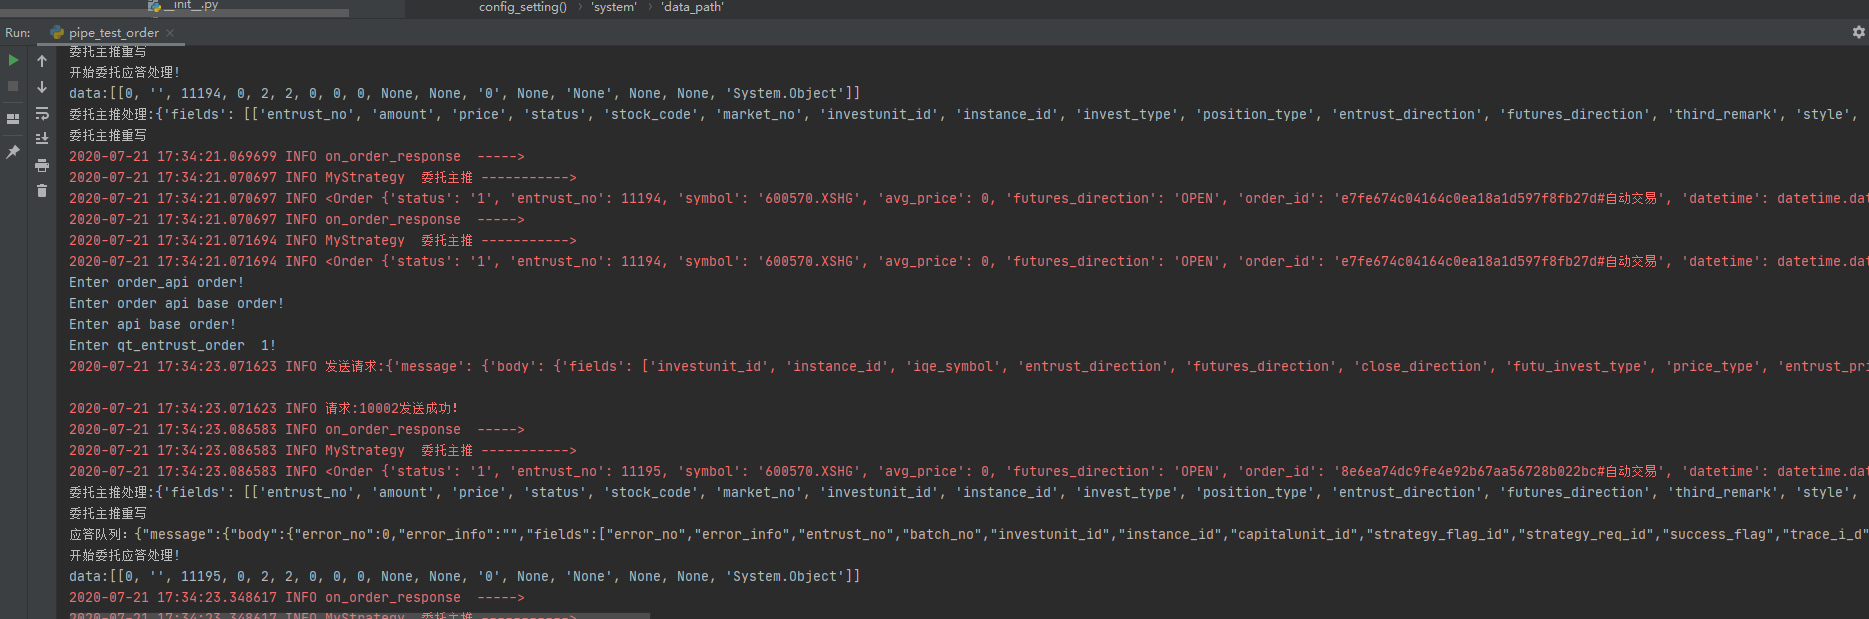 __init__.py
config_setting() › 'system' › 'data_path'
Run: pipe_test_order ×
委托主推重写
开始委托应答处理!
data:[[0, '', 11194, 0, 2, 2, 0, 0, 0, None, None, '0', None, 'None', None, None, 'System.Object']]
委托主推处理:{'fields': [['entrust_no', 'amount', 'price', 'status', 'stock_code', 'market_no', 'investunit_id', 'instance_id', 'invest_type', 'position_type', 'entrust_direction', 'futures_direction', 'third_remark', 'style',
委托主推重写
2020-07-21 17:34:21.069699 INFO on_order_response  ----->
2020-07-21 17:34:21.070697 INFO MyStrategy  委托主推 ----------->
2020-07-21 17:34:21.070697 INFO <Order {'status': '1', 'entrust_no': 11194, 'symbol': '600570.XSHG', 'avg_price': 0, 'futures_direction': 'OPEN', 'order_id': 'e7fe674c04164c0ea18a1d597f8fb27d#自动交易', 'datetime': datetime.dat
2020-07-21 17:34:21.070697 INFO on_order_response  ----->
2020-07-21 17:34:21.071694 INFO MyStrategy  委托主推 ----------->
2020-07-21 17:34:21.071694 INFO <Order {'status': '1', 'entrust_no': 11194, 'symbol': '600570.XSHG', 'avg_price': 0, 'futures_direction': 'OPEN', 'order_id': 'e7fe674c04164c0ea18a1d597f8fb27d#自动交易', 'datetime': datetime.dat
Enter order_api order!
Enter order api base order!
Enter api base order!
Enter qt_entrust_order  1!
2020-07-21 17:34:23.071623 INFO 发送请求:{'message': {'body': {'fields': ['investunit_id', 'instance_id', 'iqe_symbol', 'entrust_direction', 'futures_direction', 'close_direction', 'futu_invest_type', 'price_type', 'entrust_pri
2020-07-21 17:34:23.071623 INFO 请求:10002发送成功!
2020-07-21 17:34:23.086583 INFO on_order_response  ----->
2020-07-21 17:34:23.086583 INFO MyStrategy  委托主推 ----------->
2020-07-21 17:34:23.086583 INFO <Order {'status': '1', 'entrust_no': 11195, 'symbol': '600570.XSHG', 'avg_price': 0, 'futures_direction': 'OPEN', 'order_id': '8e6ea74dc9fe4e92b67aa56728b022bc#自动交易', 'datetime': datetime.dat
委托主推处理:{'fields': [['entrust_no', 'amount', 'price', 'status', 'stock_code', 'market_no', 'investunit_id', 'instance_id', 'invest_type', 'position_type', 'entrust_direction', 'futures_direction', 'third_remark', 'style',
委托主推重写
应答队列: {"message":{"body":{"error_no":0,"error_info":"","fields":["error_no","error_info","entrust_no","batch_no","investunit_id","instance_id","capitalunit_id","strategy_flag_id","strategy_req_id","success_flag","trace_i_d"
开始委托应答处理!
data:[[0, '', 11195, 0, 2, 2, 0, 0, 0, None, None, '0', None, 'None', None, None, 'System.Object']]
2020-07-21 17:34:23.348617 INFO on_order_response  ----->
2020-07-21 17:34:23.348617 INFO MyStrategy  委托主推 ----------->